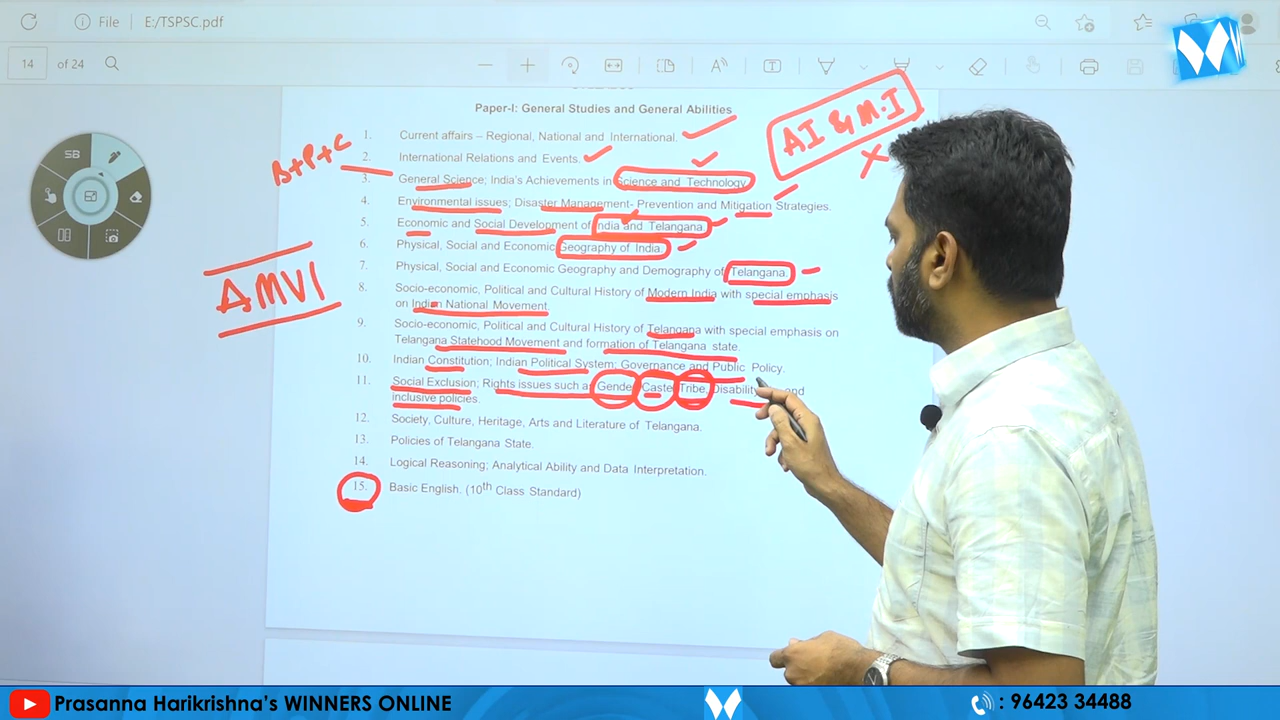 File E:/TSPSC.pdf
14 of 24
Paper-I: General Studies and General Abilities
1. Current affairs – Regional, National and International.
2. International Relations and Events.
3. General Science; India's Achievements in Science and Technology
4. Environmental issues; Disaster Management- Prevention and Mitigation Strategies.
5. Economic and Social Development of India and Telangana
6. Physical, Social and Economic Geography of India.
7. Physical, Social and Economic Geography and Demography of Telangana.
8. Socio-economic, Political and Cultural History of Modern India with special emphasis
on Indian National Movement.
9. Socio-economic, Political and Cultural History of Telangana with special emphasis on
Telangana Statehood Movement and formation of Telangana state.
10. Indian Constitution; Indian Political System; Governance and Public Policy.
11. Social Exclusion; Rights issues such as Gender Caste Tribe, Disability and
inclusive policies.
12. Society, Culture, Heritage, Arts and Literature of Telangana.
13. Policies of Telangana State.
14. Logical Reasoning; Analytical Ability and Data Interpretation.
15. Basic English. (10th Class Standard)
B+P+C
AI & M.I
AMVI
SB
Prasanna Harikrishna's WINNERS ONLINE
: 96423 34488